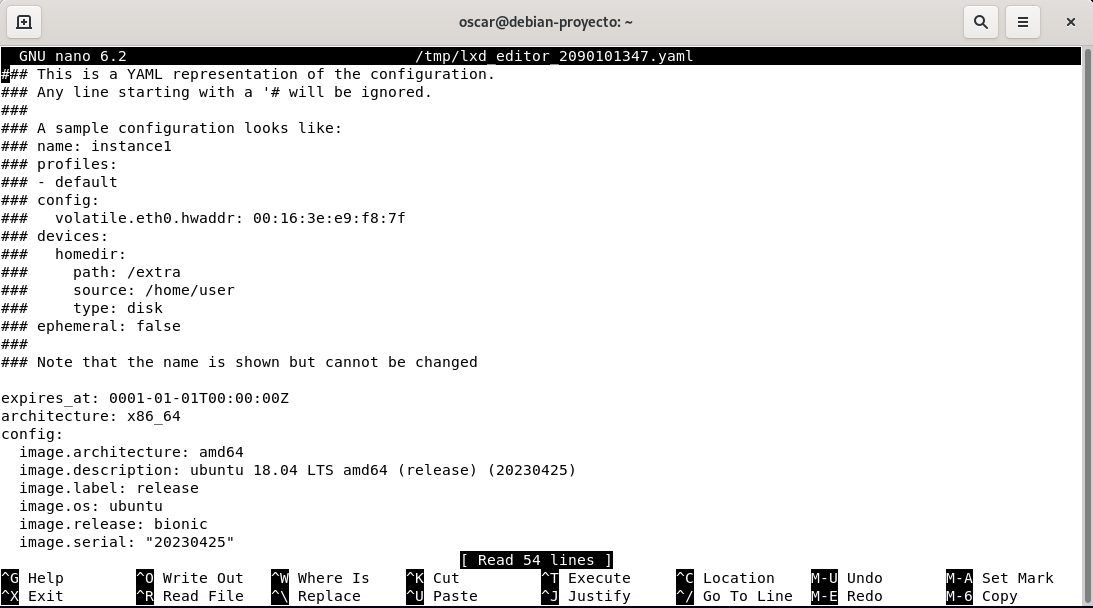 oscar@debian-proyecto: ~
GNU nano 6.2 /tmp/lxd_editor_2090101347.yaml
### This is a YAML representation of the configuration.
### Any line starting with a '# will be ignored.
###
### A sample configuration looks like:
### name: instance1
### profiles:
### - default
### config:
###   volatile.eth0.hwaddr: 00:16:3e:e9:f8:7f
### devices:
###   homedir:
###     path: /extra
###     source: /home/user
###     type: disk
### ephemeral: false
###
### Note that the name is shown but cannot be changed

expires_at: 0001-01-01T00:00:00Z
architecture: x86_64
config:
  image.architecture: amd64
  image.description: ubuntu 18.04 LTS amd64 (release) (20230425)
  image.label: release
  image.os: ubuntu
  image.release: bionic
  image.serial: "20230425"
[ Read 54 lines ]
^G Help ^O Write Out ^W Where Is ^K Cut ^T Execute ^C Location M-U Undo M-A Set Mark
^X Exit ^R Read File ^\ Replace ^U Paste ^J Justify ^/ Go To Line M-E Redo M-6 Copy